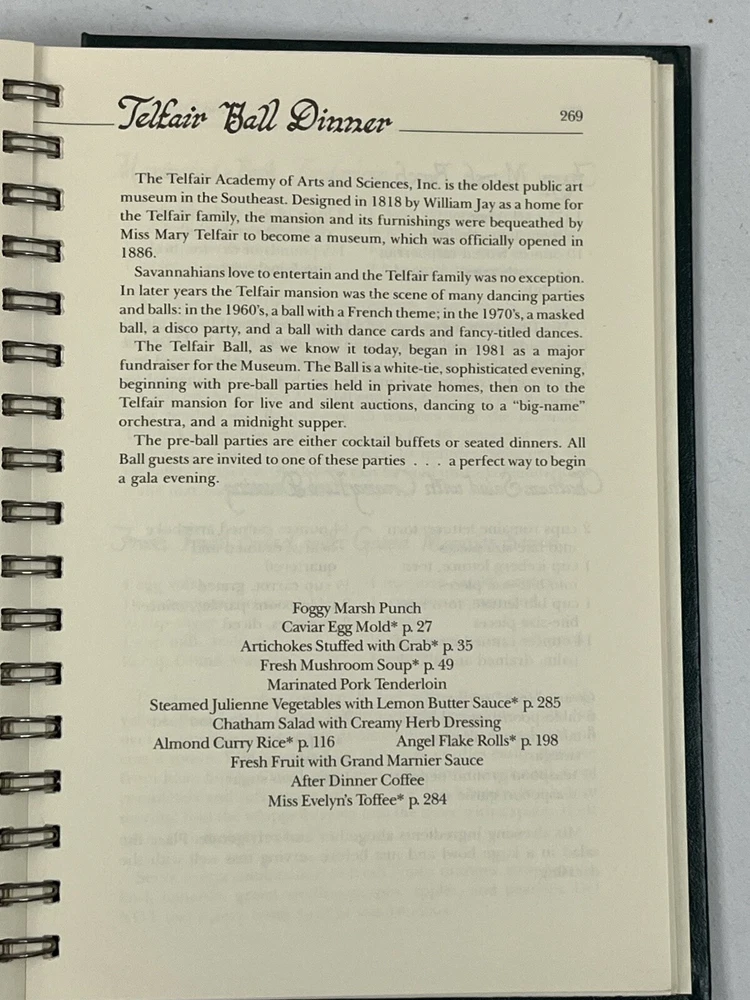 Telfair Ball Dinner 269
The Telfair Academy of Arts and Sciences, Inc. is the oldest public art
museum in the Southeast. Designed in 1818 by William Jay as a home for
the Telfair family, the mansion and its furnishings were bequeathed by
Miss Mary Telfair to become a museum, which was officially opened in
1886.
Savannahians love to entertain and the Telfair family was no exception.
In later years the Telfair mansion was the scene of many dancing parties
and balls: in the 1960's, a ball with a French theme; in the 1970's, a masked
ball, a disco party, and a ball with dance cards and fancy-titled dances.
The Telfair Ball, as we know it today, began in 1981 as a major
fundraiser for the Museum. The Ball is a white-tie, sophisticated evening,
beginning with pre-ball parties held in private homes, then on to the
Telfair mansion for live and silent auctions, dancing to a "big-name"
orchestra, and a midnight supper.
The pre-ball parties are either cocktail buffets or seated dinners. All
Ball guests are invited to one of these parties . . . a perfect way to begin
a gala evening.
Foggy Marsh Punch
Caviar Egg Mold* p. 27
Artichokes Stuffed with Crab* p. 35
Fresh Mushroom Soup* p. 49
Marinated Pork Tenderloin
Steamed Julienne Vegetables with Lemon Butter Sauce* p. 285
Chatham Salad with Creamy Herb Dressing
Almond Curry Rice* p. 116 Angel Flake Rolls* p. 198
Fresh Fruit with Grand Marnier Sauce
After Dinner Coffee
Miss Evelyn's Toffee* p. 284